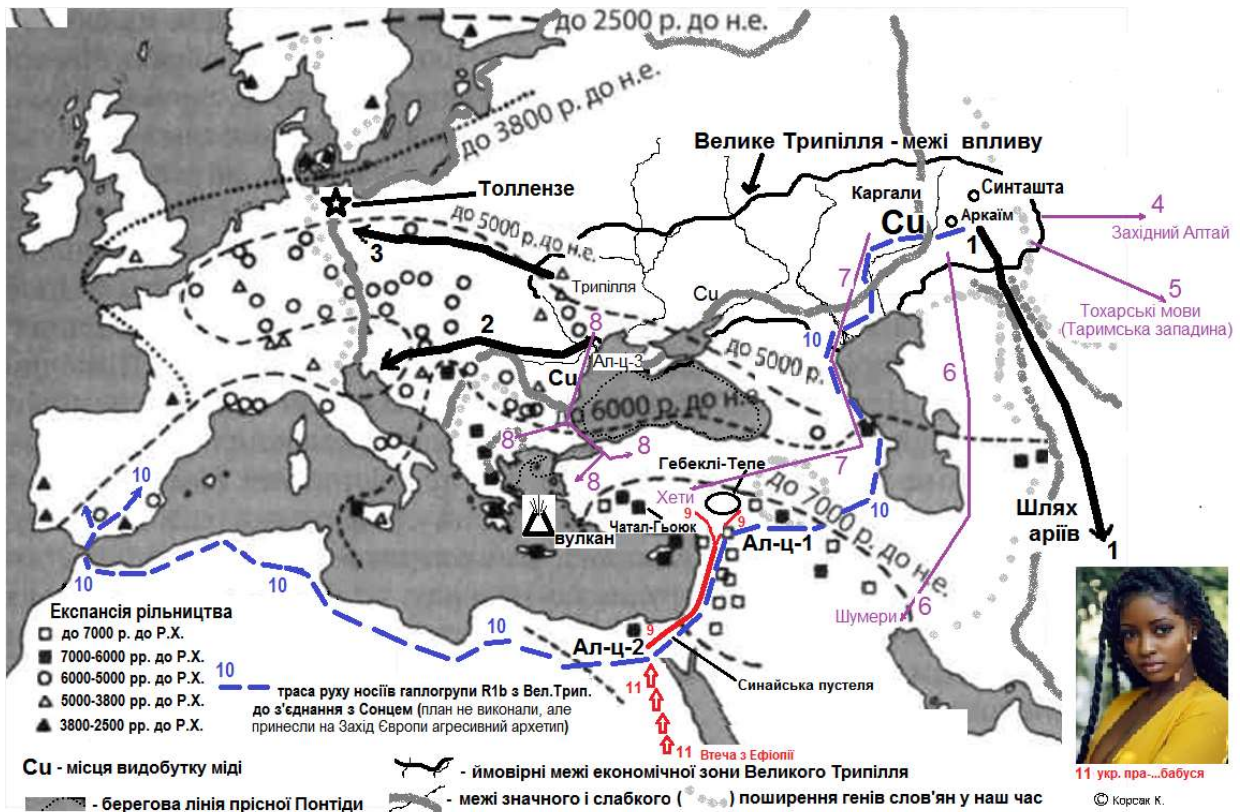 до 2500 р. до н.е.
до 3800 р. до н.е.
Велике Трипілля - межі впливу
Каргали
Синташта
Cu
Аркаїм
1
4
Західний Алтай
Толлензе
до 5000 р. до н.е.
3
Трипілля
Cu
7
5
Тохарські мови
(Таримська западина)
2
8
10
Cu
Ал-ц-3
до 5000 р.
6
до 6000 р. до н.е.
8
8
8
7
Гебеклі-Тепе
Хети
9
9
до 7000 р. до н.е.
10
Шлях
аріїв
1
вулкан
Чатал-Гьоюк
Ал-ц-1
10
10
10
10
6
Шумери
Експансія рільництва
до 7000 р. до Р.Х.
7000-6000 рр. до Р.Х.
6000-5000 рр. до Р.Х.
5000-3800 рр. до Р.Х.
3800-2500 рр. до Р.Х.
9
Ал-ц-2
Синайська пустеля
11
10
траса руху носіїв гаплогрупи R1b з Вел.Трип.
до з'єднання з Сонцем (план не виконали, але
принесли на Захід Європи агресивний архетип)
11 Втеча з Ефіопії
Cu - місця видобутку міді
- ймовірні межі економічної зони Великого Трипілля
- берегова лінія прісної Понтіди
- межі значного і слабкого ( ) поширення генів слов'ян у наш час
11 укр. пра-...бабуся
© Корсак К.